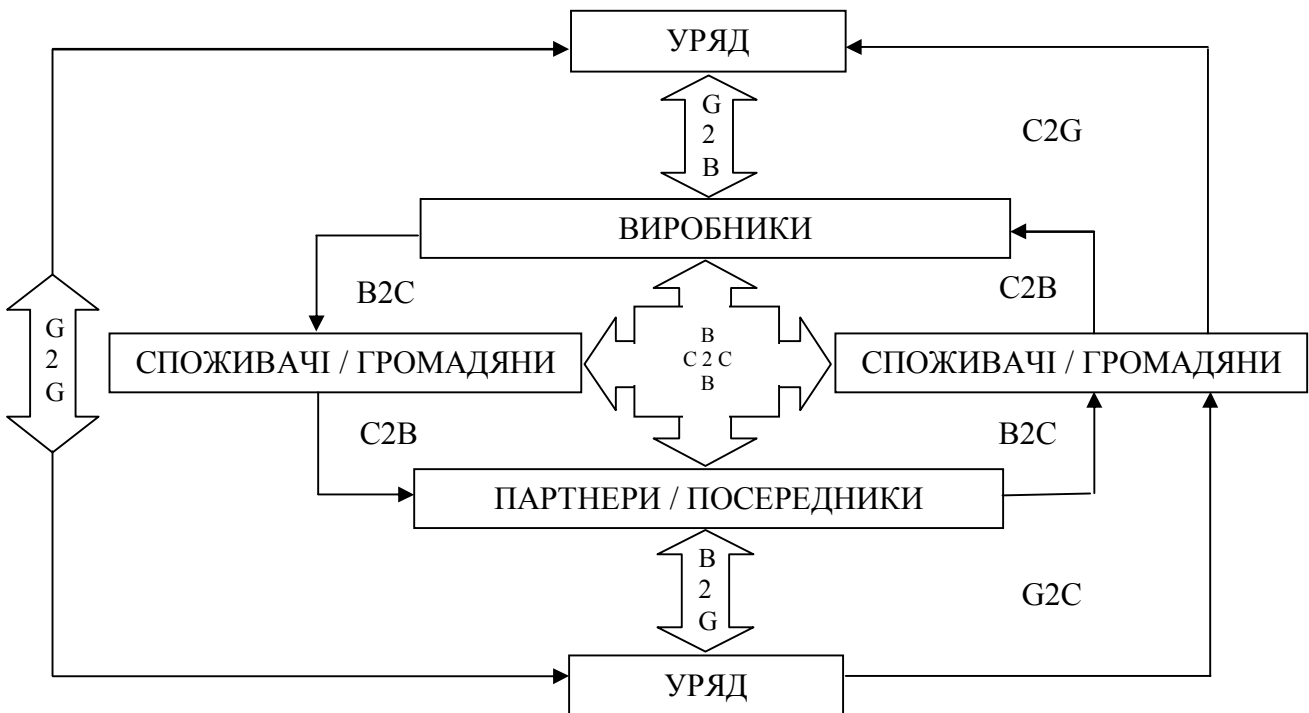 УРЯД
G
2
B
C2G
ВИРОБНИКИ
B2C
C2B
G
2
G
СПОЖИВАЧІ / ГРОМАДЯНИ
B
C 2 C
B
СПОЖИВАЧІ / ГРОМАДЯНИ
C2B
B2C
ПАРТНЕРИ / ПОСЕРЕДНИКИ
B
2
G
G2C
УРЯД